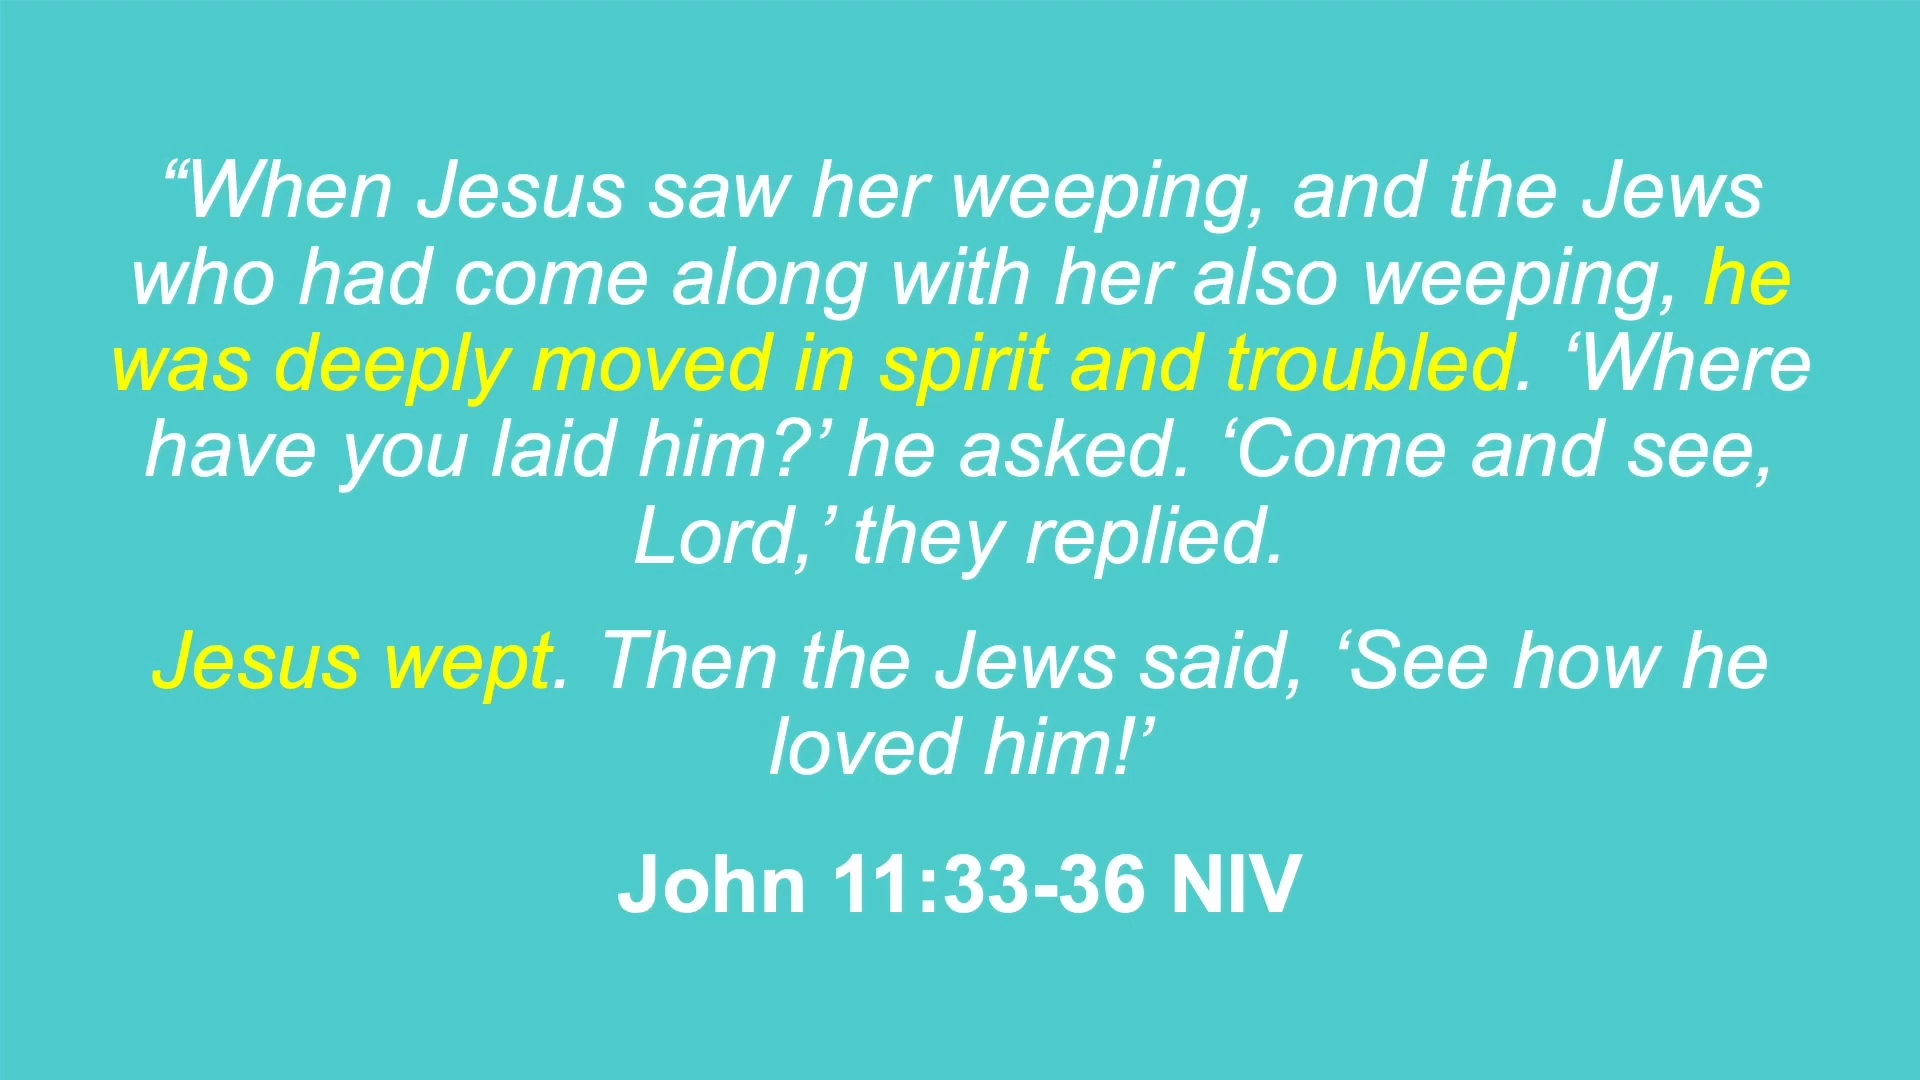 “When Jesus saw her weeping, and the Jews
who had come along with her also weeping, he
was deeply moved in spirit and troubled. ‘Where
have you laid him?’ he asked. ‘Come and see,
Lord,’ they replied.
Jesus wept. Then the Jews said, ‘See how he
loved him!’
John 11:33-36 NIV